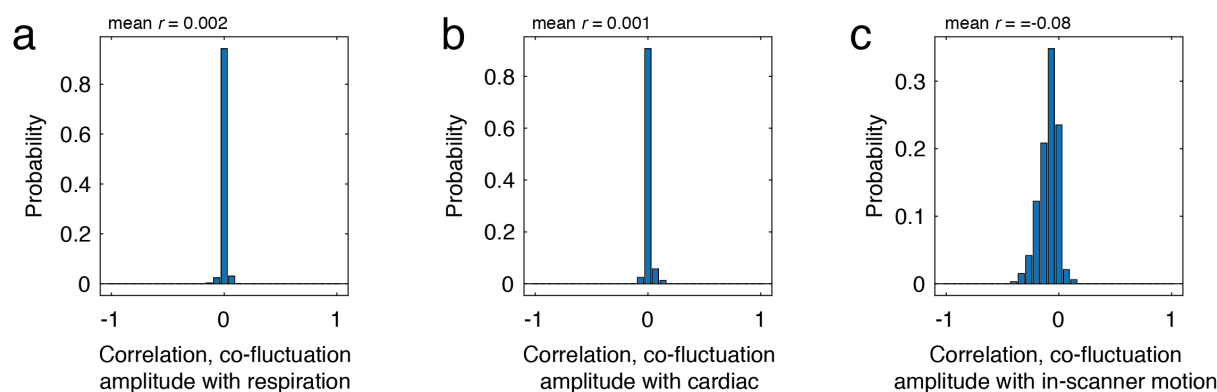 a
mean r = 0.002
Probability
0.8
0.6
0.4
0.2
0
-1 0 1
Correlation, co-fluctuation
amplitude with respiration
b
mean r = 0.001
Probability
0.8
0.6
0.4
0.2
0
-1 0 1
Correlation, co-fluctuation
amplitude with cardiac
c
mean r = =-0.08
Probability
0.3
0.2
0.1
0
-1 0 1
Correlation, co-fluctuation
amplitude with in-scanner motion